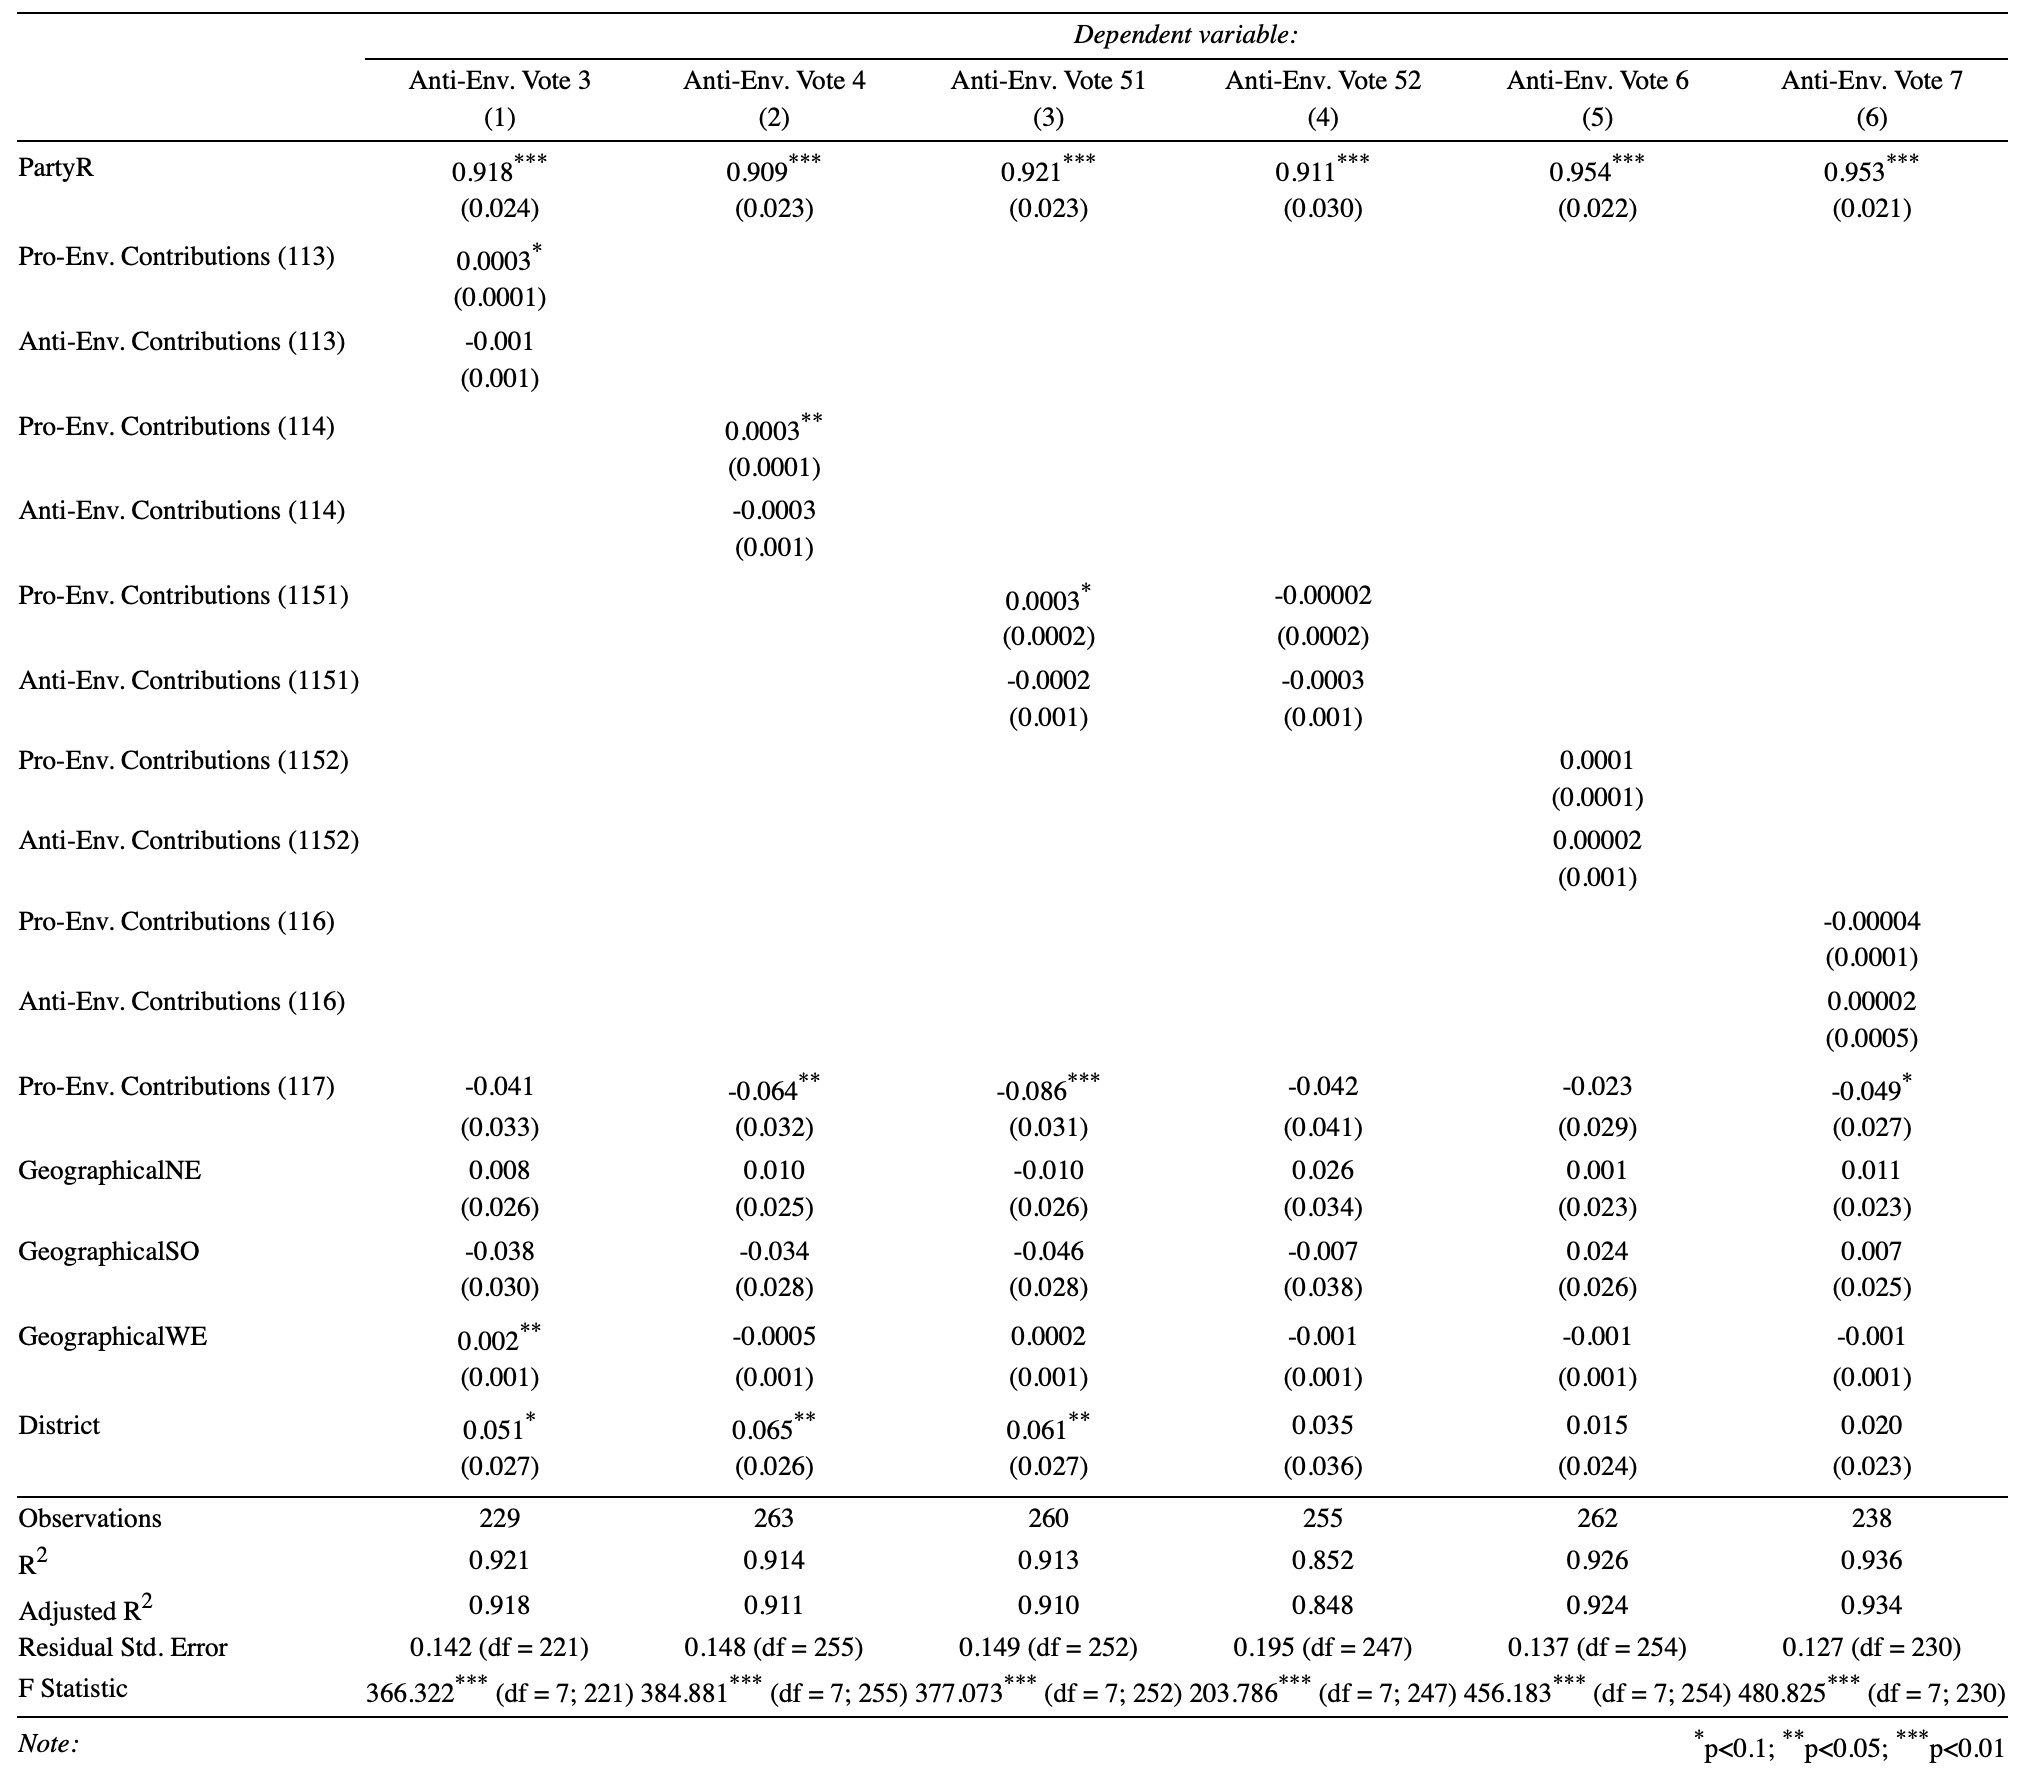 Dependent variable:
Anti-Env. Vote 3 Anti-Env. Vote 4 Anti-Env. Vote 51 Anti-Env. Vote 52 Anti-Env. Vote 6 Anti-Env. Vote 7
(1) (2) (3) (4) (5) (6)
PartyR 0.918*** 0.909*** 0.921*** 0.911*** 0.954*** 0.953***
(0.024) (0.023) (0.023) (0.030) (0.022) (0.021)
Pro-Env. Contributions (113) 0.0003*
(0.0001)
Anti-Env. Contributions (113) -0.001
(0.001)
Pro-Env. Contributions (114) 0.0003**
(0.0001)
Anti-Env. Contributions (114) -0.0003
(0.001)
Pro-Env. Contributions (1151) 0.0003* -0.00002
(0.0002) (0.0002)
Anti-Env. Contributions (1151) -0.0002 -0.0003
(0.001) (0.001)
Pro-Env. Contributions (1152) 0.0001
(0.0001)
Anti-Env. Contributions (1152) 0.00002
(0.001)
Pro-Env. Contributions (116) -0.00004
(0.0001)
Anti-Env. Contributions (116) 0.00002
(0.0005)
Pro-Env. Contributions (117) -0.041 -0.064** -0.086*** -0.042 -0.023 -0.049*
(0.033) (0.032) (0.031) (0.041) (0.029) (0.027)
GeographicalNE 0.008 0.010 -0.010 0.026 0.001 0.011
(0.026) (0.025) (0.026) (0.034) (0.023) (0.023)
GeographicalSO -0.038 -0.034 -0.046 -0.007 0.024 0.007
(0.030) (0.028) (0.028) (0.038) (0.026) (0.025)
GeographicalWE 0.002** -0.0005 0.0002 -0.001 -0.001 -0.001
(0.001) (0.001) (0.001) (0.001) (0.001) (0.001)
District 0.051* 0.065** 0.061** 0.035 0.015 0.020
(0.027) (0.026) (0.027) (0.036) (0.024) (0.023)
Observations 229 263 260 255 262 238
R2 0.921 0.914 0.913 0.852 0.926 0.936
Adjusted R2 0.918 0.911 0.910 0.848 0.924 0.934
Residual Std. Error 0.142 (df = 221) 0.148 (df = 255) 0.149 (df = 252) 0.195 (df = 247) 0.137 (df = 254) 0.127 (df = 230)
F Statistic 366.322*** (df = 7; 221) 384.881*** (df = 7; 255) 377.073*** (df = 7; 252) 203.786*** (df = 7; 247) 456.183*** (df = 7; 254) 480.825*** (df = 7; 230)
Note: *p<0.1; **p<0.05; ***p<0.01